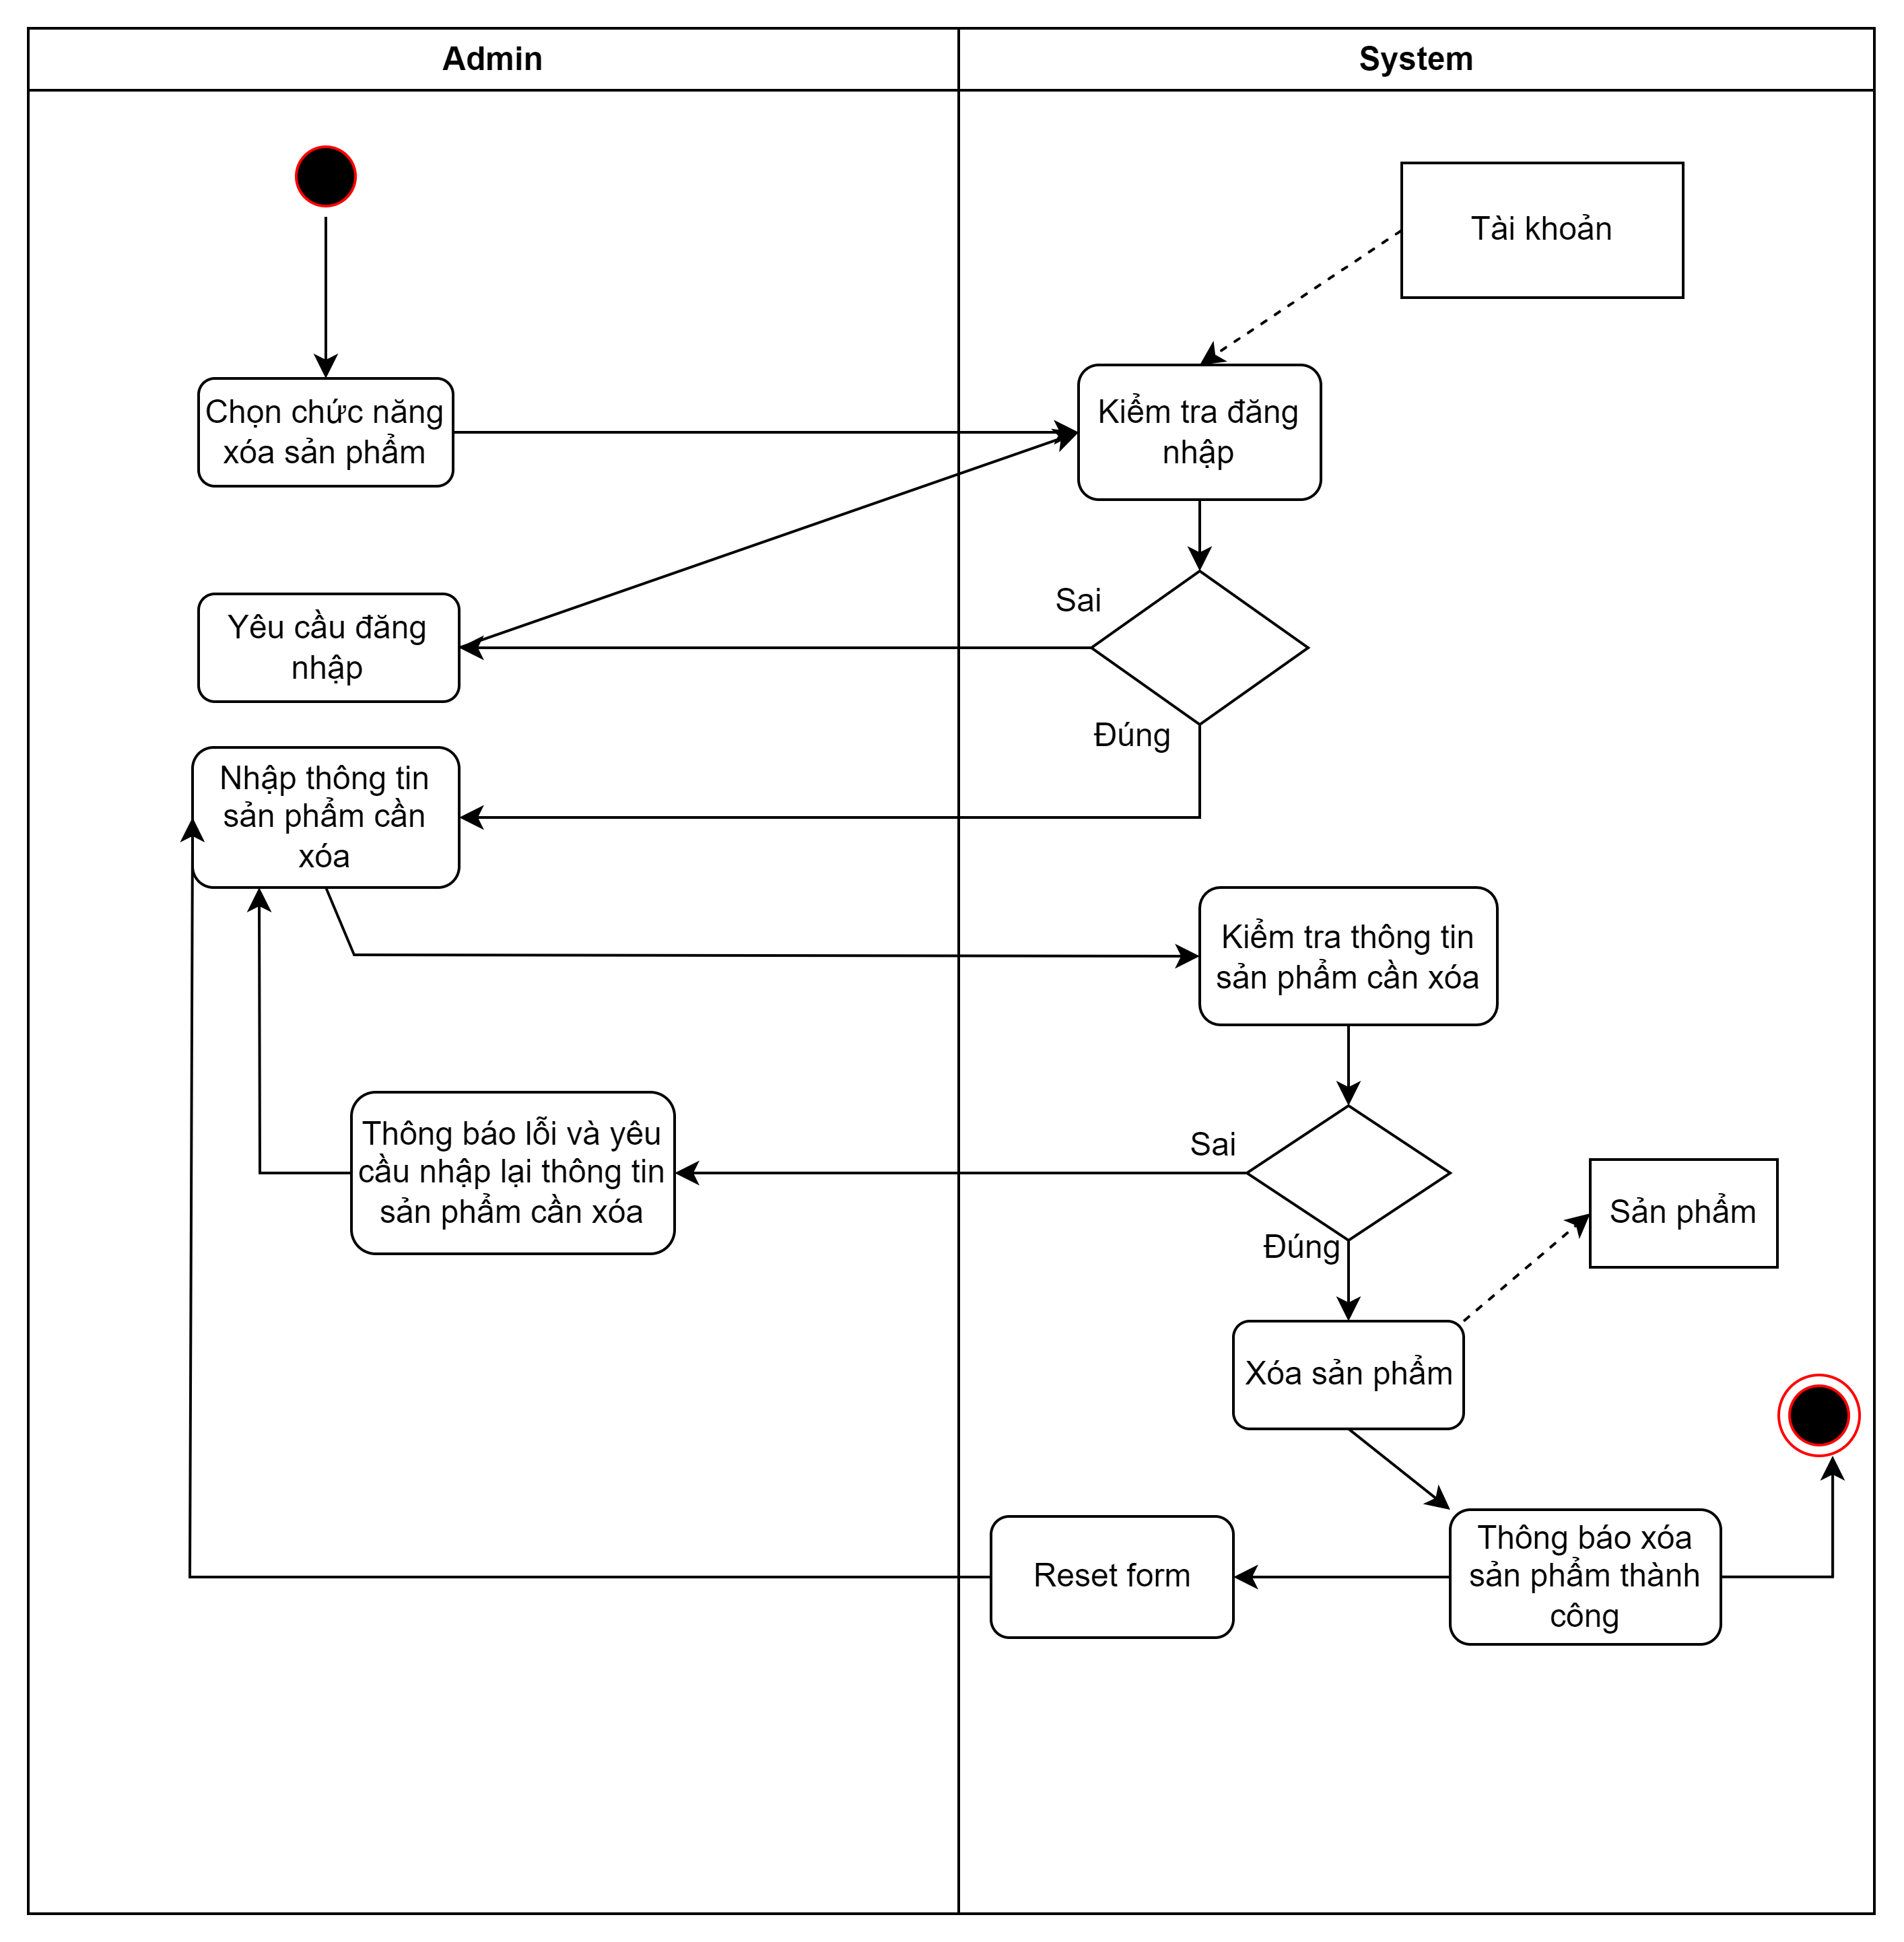 Admin
System
Tài khoản
Chọn chức năng
xóa sản phẩm
Kiểm tra đăng
nhập
Sai
Yêu cầu đăng
nhập
Đúng
Nhập thông tin
sản phẩm cần
xóa
Kiểm tra thông tin
sản phẩm cần xóa
Thông báo lỗi và yêu
cầu nhập lại thông tin
sản phẩm cần xóa
Sai
Sản phẩm
Đúng
Xóa sản phẩm
Reset form
Thông báo xóa
sản phẩm thành
công